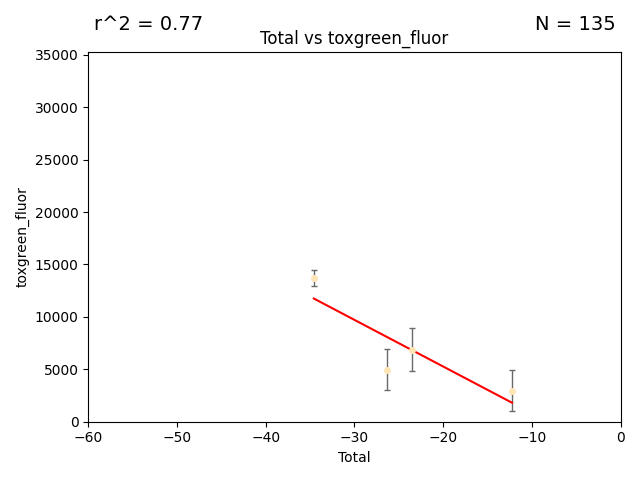 r^2 = 0.77
N = 135
Total vs toxgreen_fluor
35000
30000
25000
20000
15000
10000
5000
0
toxgreen_fluor
−60 −50 −40 −30 −20 −10 0
Total